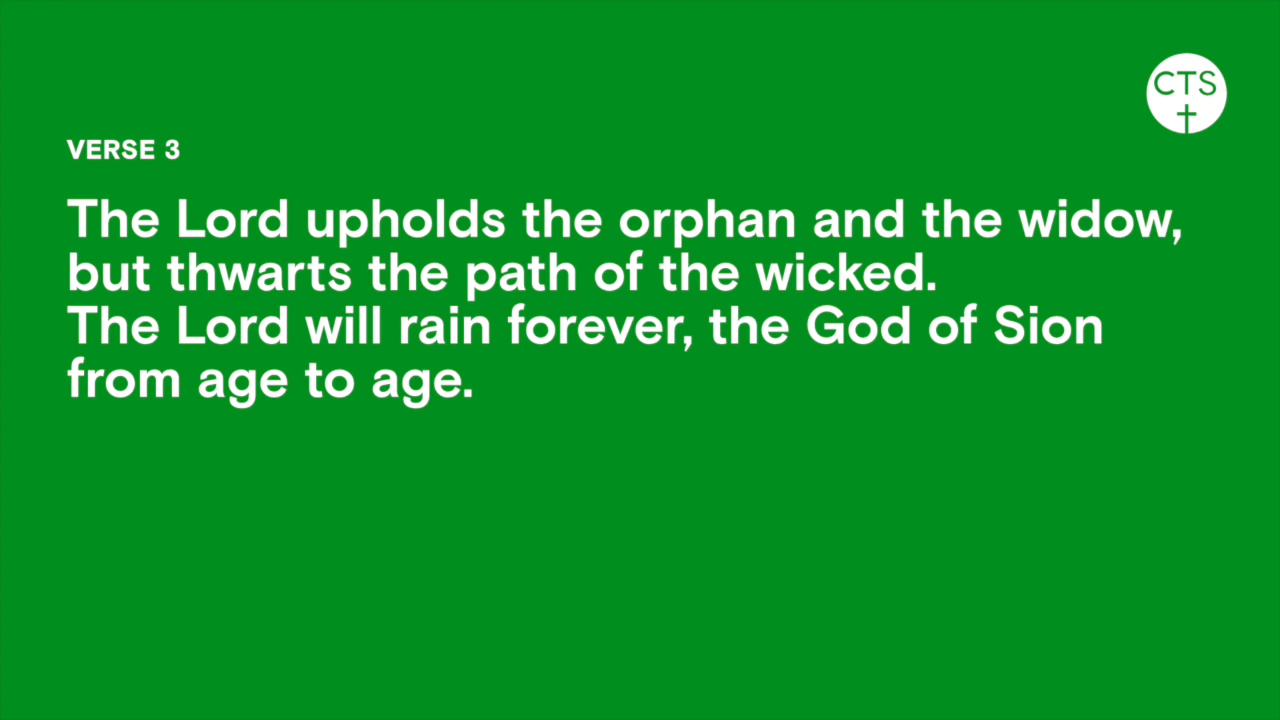 CTS
VERSE 3
The Lord upholds the orphan and the widow,
but thwarts the path of the wicked.
The Lord will rain forever, the God of Sion
from age to age.